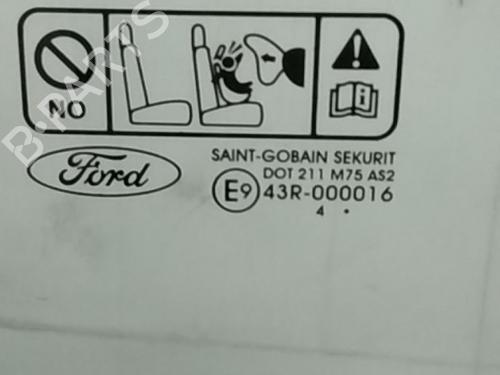 NO
Ford
SAINT-GOBAIN SEKURIT
DOT 211 M75 AS2
E9 43R-000016
4 .
B-PARTS